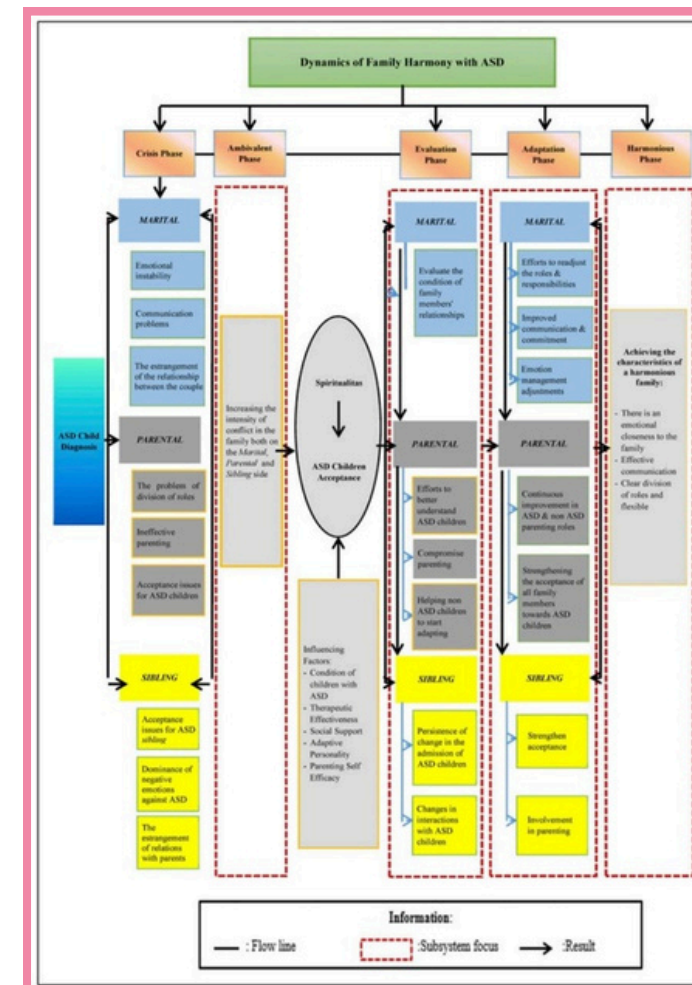 Dynamics of Family Harmony with ASD
Crisis Phase
Ambivalent
Phase
Evaluation
Phase
Adaptation
Phase
Harmonious
Phase
ASD Child
Diagnosis
MARITAL
Emotional
instability
Communication
problems
The estrangement
of the relationship
between the couple
PARENTAL
The problem of
division of roles
Ineffective
parenting
Acceptance issues
for ASD children
SIBLING
Acceptance
issues for ASD
sibling
Dominance of
negative
emotions
against ASD
The
estrangement
of relations
with parents
Increasing the
intensity of
conflict in the
family both on
the Marital,
Parental and
Sibling side
Spiritualitas
ASD Children
Acceptance
Influencing
Factors:
- Condition of
children with
ASD
- Therapeutic
Effectiveness
- Social Support
- Adaptive
Personality
- Parenting Self
Efficacy
MARITAL
Evaluate the
condition of
family
members'
relationships
PARENTAL
Efforts to
better
understand
ASD children
Compromise
parenting
Helping non
ASD children
to start
adapting
SIBLING
Persistence of
change in the
admission of
ASD children
Changes in
interactions
with ASD
children
MARITAL
Efforts to readjust
the roles &
responsibilities
Improved
communication &
commitment
Emotion
management
adjustments
PARENTAL
Continuous
improvement in
ASD & non ASD
parenting roles
Strengthening
the acceptance of
all family
members
towards ASD
children
SIBLING
Strengthen
acceptance
Involvement
in parenting
Achieving the
characteristics of
a harmonious
family:
- There is an
emotional
closeness to the
family
- Effective
communication
- Clear division
of roles and
flexible
Information:
: Flow line
:Subsystem focus
:Result